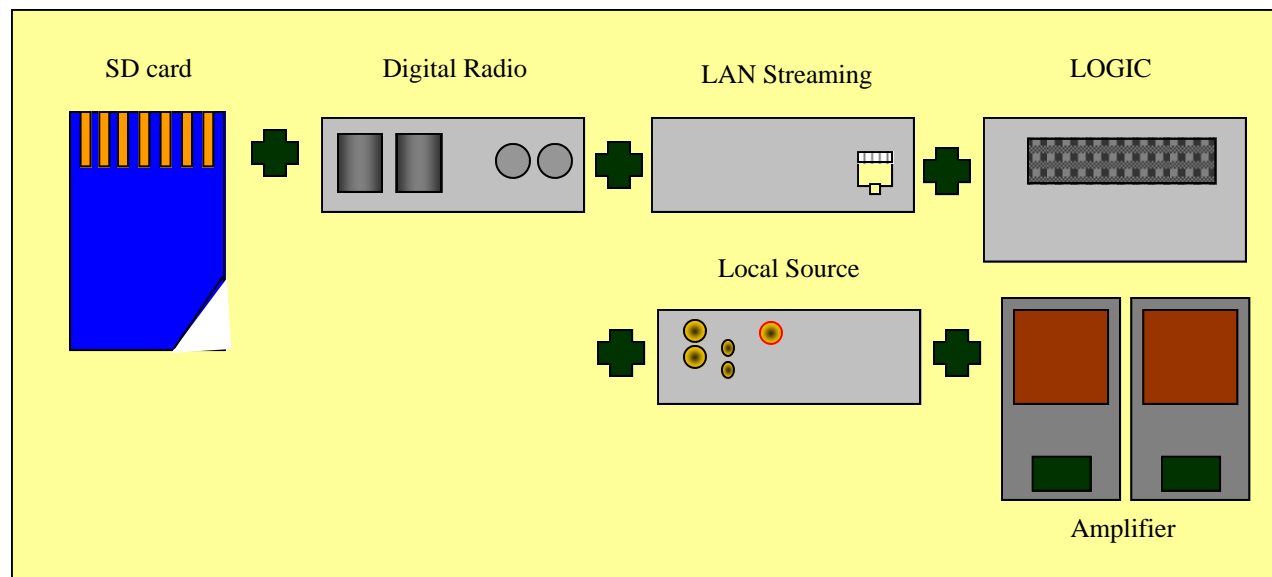 SD card
Digital Radio
LAN Streaming
LOGIC
Local Source
Amplifier